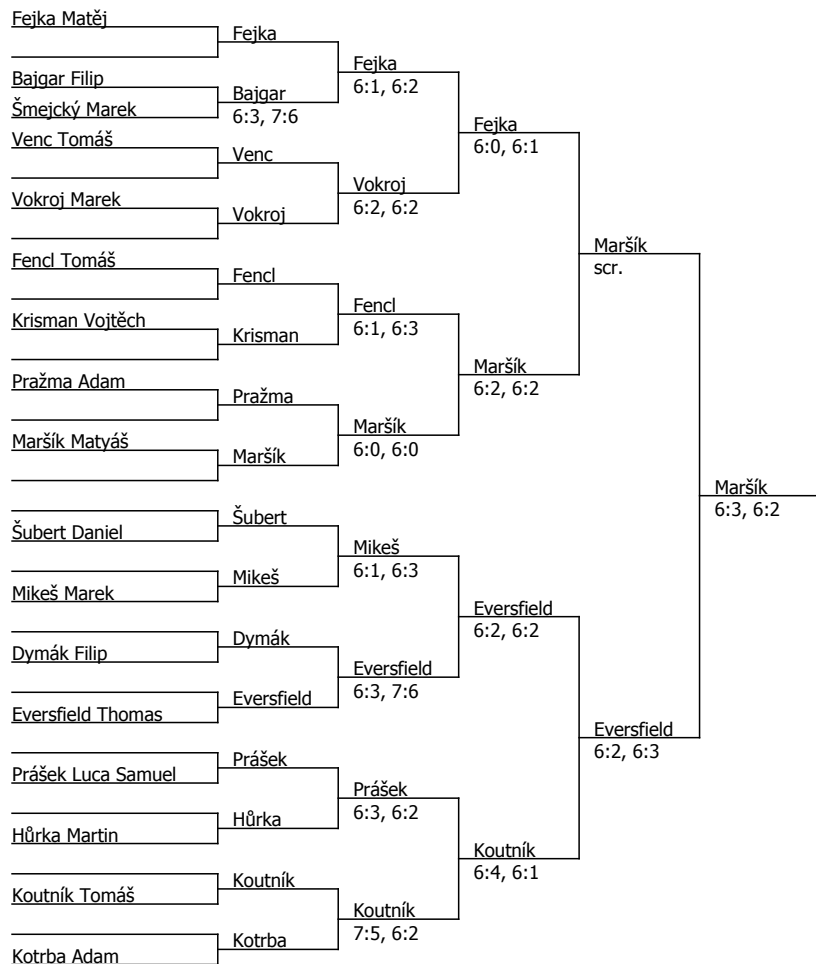 Fejka Matěj
Bajgar Filip
Šmejcký Marek
Venc Tomáš
Vokroj Marek
Fencl Tomáš
Krisman Vojtěch
Pražma Adam
Maršík Matyáš
Šubert Daniel
Mikeš Marek
Dymák Filip
Eversfield Thomas
Prášek Luca Samuel
Hůrka Martin
Koutník Tomáš
Kotrba Adam
Fejka
Bajgar
6:3, 7:6
Venc
Vokroj
Fencl
Krisman
Pražma
Maršík
Šubert
Mikeš
Dymák
Eversfield
Prášek
Hůrka
Koutník
Kotrba
Fejka
6:1, 6:2
Vokroj
6:2, 6:2
Fencl
6:1, 6:3
Maršík
6:0, 6:0
Mikeš
6:1, 6:3
Eversfield
6:3, 7:6
Prášek
6:3, 6:2
Koutník
7:5, 6:2
Fejka
6:0, 6:1
Maršík
6:2, 6:2
Eversfield
6:2, 6:2
Koutník
6:4, 6:1
Maršík
scr.
Eversfield
6:2, 6:3
Maršík
6:3, 6:2